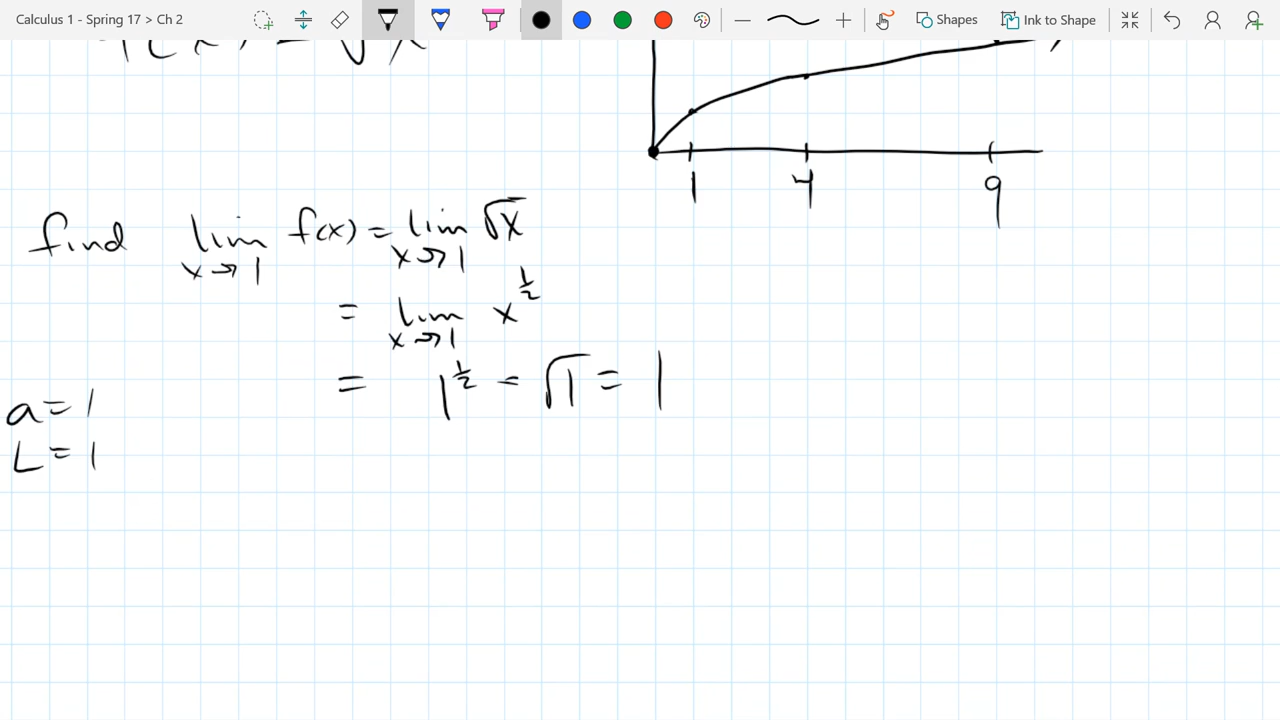 Calculus 1 - Spring 17 > Ch 2
Shapes
Ink to Shape
f(x) = √x
1 4 9
find lim x→1 f(x) = lim x→1 √x
= lim x→1 x^1/2
= 1^1/2 = √1 = 1
a = 1
L = 1